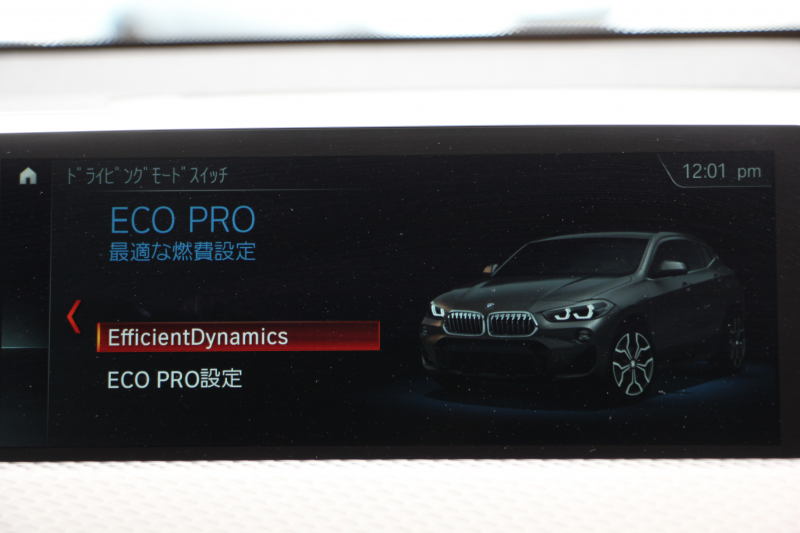 ﾄﾞﾗｲﾋﾞﾝｸﾞﾓｰﾄﾞｽｲｯﾁ
12:01 pm
ECO PRO
最適な燃費設定
EfficientDynamics
ECO PRO設定